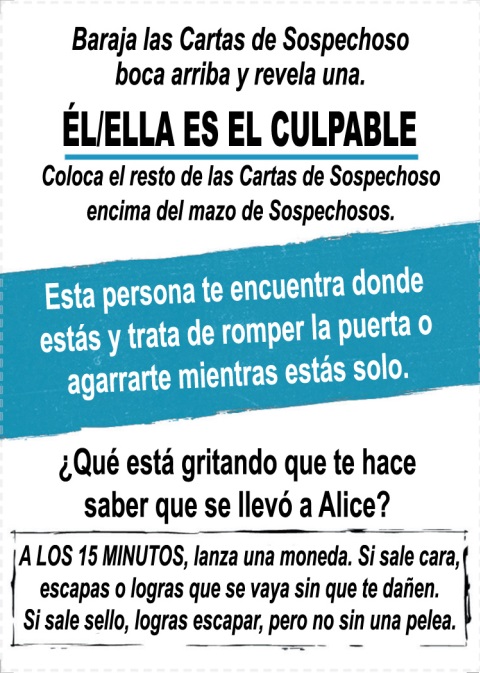 Baraja las Cartas de Sospechoso
boca arriba y revela una.
ÉL/ELLA ES EL CULPABLE
Coloca el resto de las Cartas de Sospechoso
encima del mazo de Sospechosos.
Esta persona te encuentra donde
estás y trata de romper la puerta o
agarrarte mientras estás solo.
¿Qué está gritando que te hace
saber que se llevó a Alice?
A LOS 15 MINUTOS, lanza una moneda. Si sale cara,
escapas o logras que se vaya sin que te dañen.
Si sale sello, logras escapar, pero no sin una pelea.